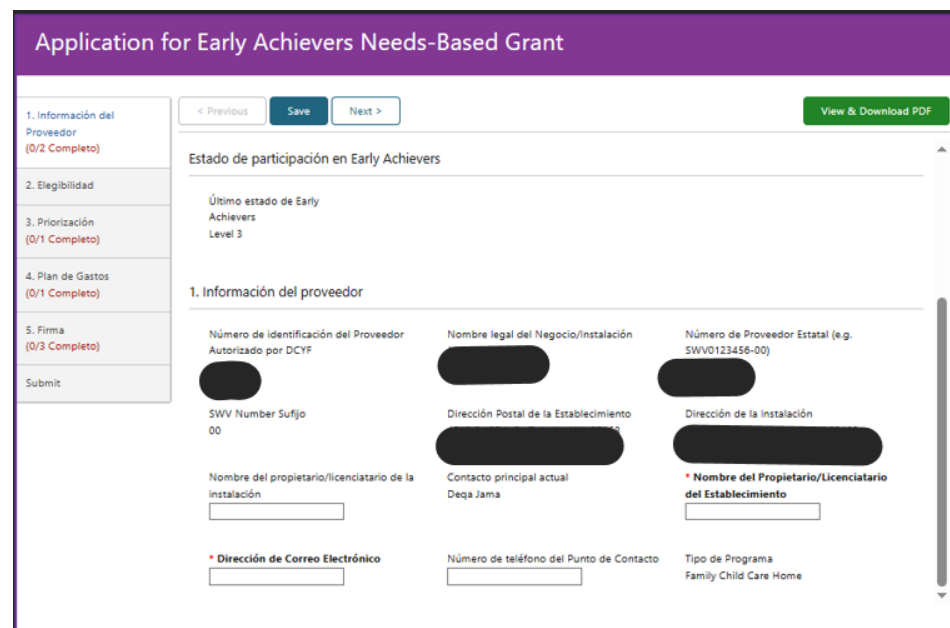 Application for Early Achievers Needs-Based Grant
1. Información del
Proveedor
(0/2 Completo)
2. Elegibilidad
3. Priorización
(0/1 Completo)
4. Plan de Gastos
(0/1 Completo)
5. Firma
(0/3 Completo)
Submit
< Previous
Save
Next >
View & Download PDF
Estado de participación en Early Achievers
Último estado de Early
Achievers
Level 3
1. Información del proveedor
Número de identificación del Proveedor
Autorizado por DCYF
Nombre legal del Negocio/Instalación
Número de Proveedor Estatal (e.g.
SWV0123456-00)
SWV Number Sufijo
00
Dirección Postal de la Establecimiento
Dirección de la Instalación
Nombre del propietario/licenciatario de la
instalación
Contacto principal actual
Deqa Jama
* Nombre del Propietario/Licenciatario
del Establecimiento
* Dirección de Correo Electrónico
Número de teléfono del Punto de Contacto
Tipo de Programa
Family Child Care Home